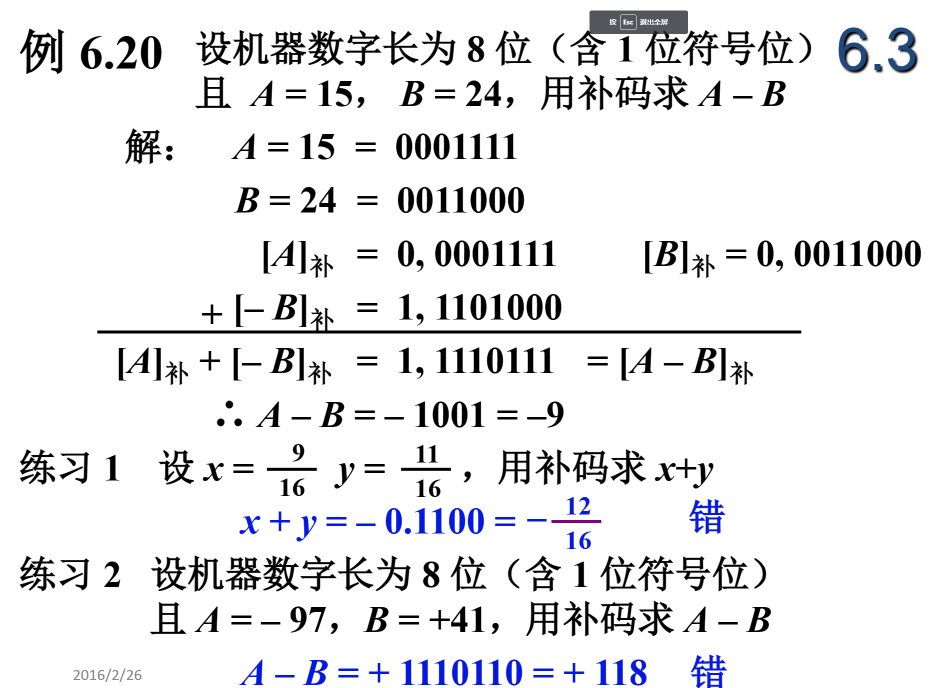 按 Esc 退出全屏
例 6.20 设机器数字长为 8 位（含 1 位符号位） 6.3
且 A = 15， B = 24，用补码求 A – B
解： A = 15 = 0001111
B = 24 = 0011000
[A]补 = 0, 0001111 [B]补 = 0, 0011000
+ [– B]补 = 1, 1101000
[A]补 + [– B]补 = 1, 1110111 = [A – B]补
∴ A – B = – 1001 = –9
练习 1 设 x = 9/16 y = 11/16 ，用补码求 x+y
x + y = – 0.1100 = – 12/16 错
练习 2 设机器数字长为 8 位（含 1 位符号位）
且 A = – 97，B = +41，用补码求 A – B
2016/2/26 A – B = + 1110110 = + 118 错